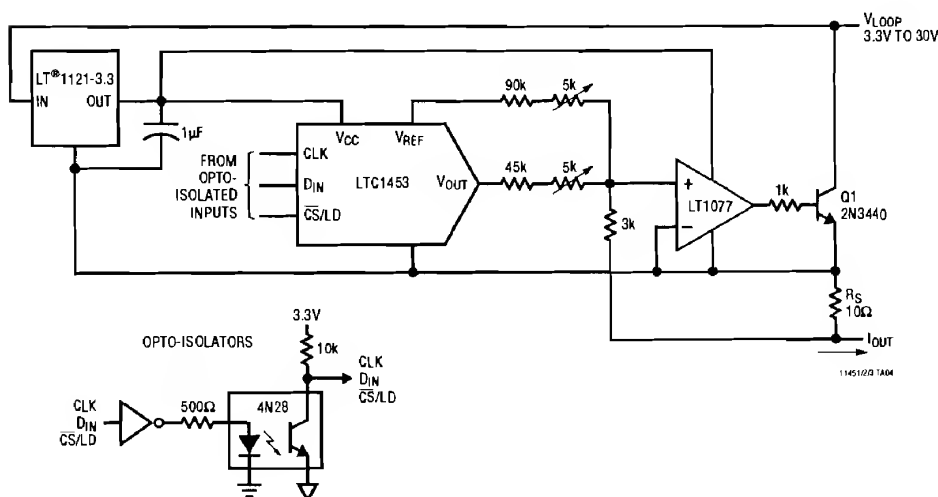 VLOOP
3.3V TO 30V
LT®1121-3.3
IN
OUT
1µF
FROM
OPTO-
ISOLATED
INPUTS
CLK
DIN
CS/LD
VCC
VREF
LTC1453
VOUT
90k
5k
45k
5k
3k
+
−
LT1077
1k
Q1
2N3440
RS
10Ω
IOUT
11451/2/3 TA04
OPTO-ISOLATORS
3.3V
10k
CLK
DIN
CS/LD
4N28
500Ω
CLK
DIN
CS/LD